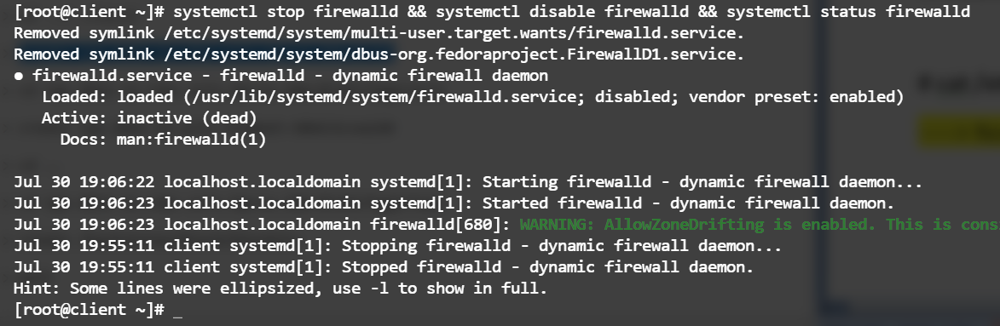 [root@client ~]# systemctl stop firewalld && systemctl disable firewalld && systemctl status firewalld
Removed symlink /etc/systemd/system/multi-user.target.wants/firewalld.service.
Removed symlink /etc/systemd/system/dbus-org.fedoraproject.FirewallD1.service.
● firewalld.service - firewalld - dynamic firewall daemon
   Loaded: loaded (/usr/lib/systemd/system/firewalld.service; disabled; vendor preset: enabled)
   Active: inactive (dead)
     Docs: man:firewalld(1)

Jul 30 19:06:22 localhost.localdomain systemd[1]: Starting firewalld - dynamic firewall daemon...
Jul 30 19:06:23 localhost.localdomain systemd[1]: Started firewalld - dynamic firewall daemon.
Jul 30 19:06:23 localhost.localdomain firewalld[680]: WARNING: AllowZoneDrifting is enabled. This is cons
Jul 30 19:55:11 client systemd[1]: Stopping firewalld - dynamic firewall daemon...
Jul 30 19:55:11 client systemd[1]: Stopped firewalld - dynamic firewall daemon.
Hint: Some lines were ellipsized, use -l to show in full.
[root@client ~]# _